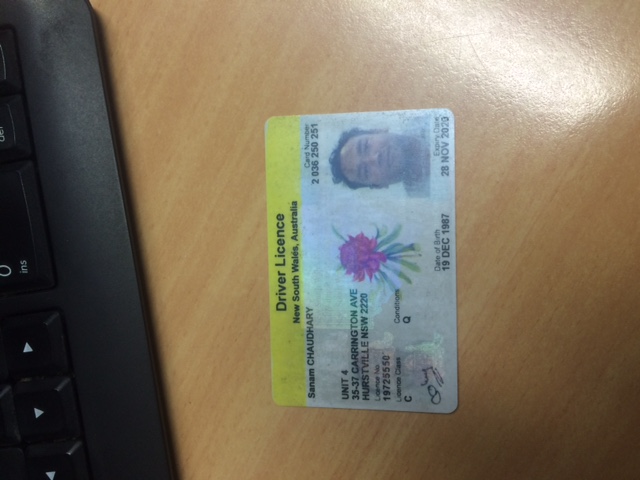 0
ins
del
Driver Licence
New South Wales, Australia
Sanam CHAUDHARY
Card Number
2 036 250 251
UNIT 4
35-37 CARRINGTON AVE
HURSTVILLE NSW 2220
Licence No.
19725550
Licence Class
Conditions
C
Q
Date of Birth
19 DEC 1987
Expiry Date
28 NOV 2020